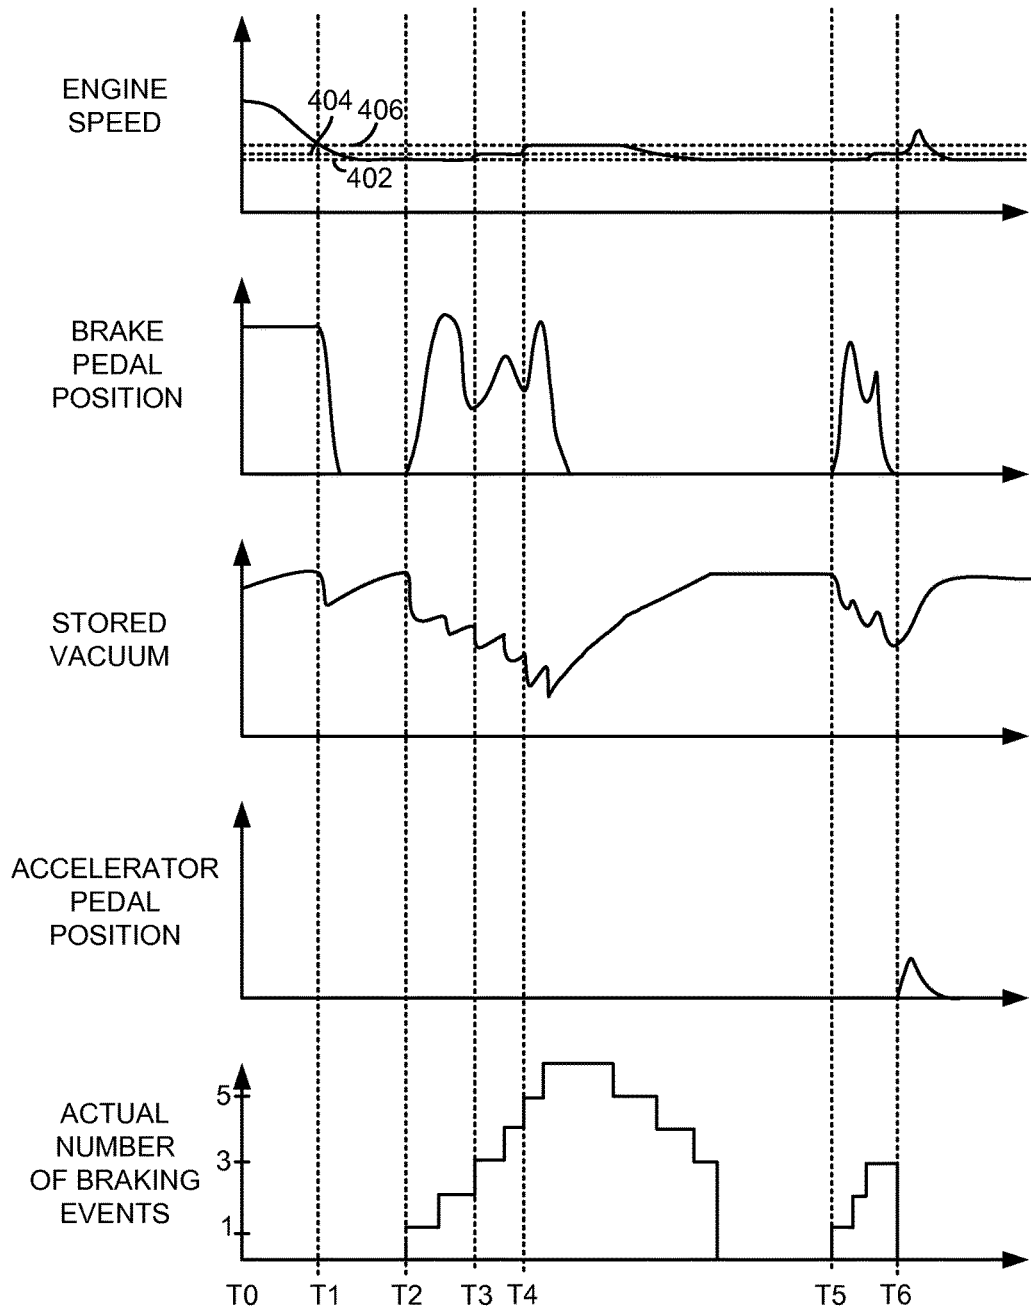 ENGINE
SPEED
404
406
402
BRAKE
PEDAL
POSITION
STORED
VACUUM
ACCELERATOR
PEDAL
POSITION
5
3
1
ACTUAL
NUMBER
OF BRAKING
EVENTS
T0 T1 T2 T3 T4 T5 T6